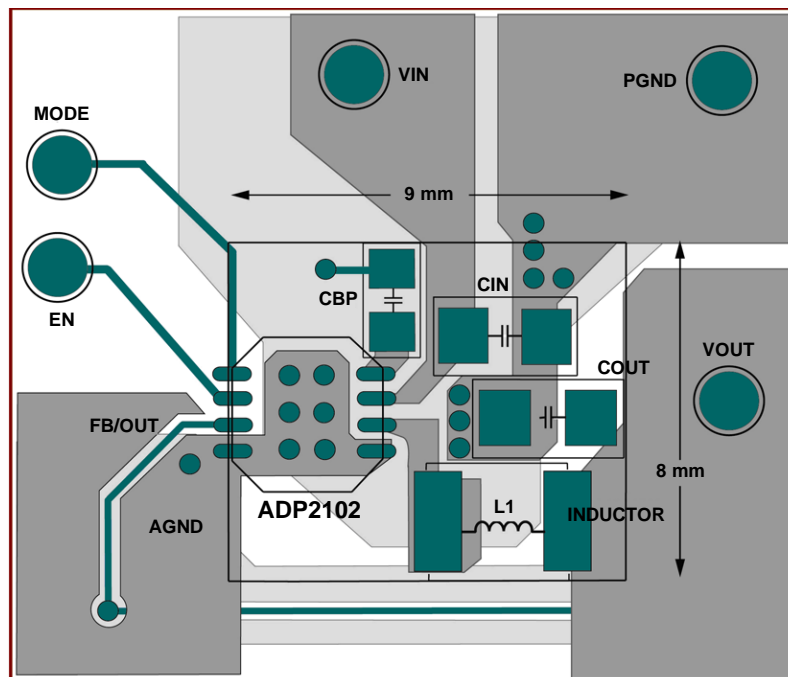 VIN
PGND
MODE
9 mm
CIN
CBP
EN
COUT
VOUT
FB/OUT
8 mm
L1
ADP2102
INDUCTOR
AGND